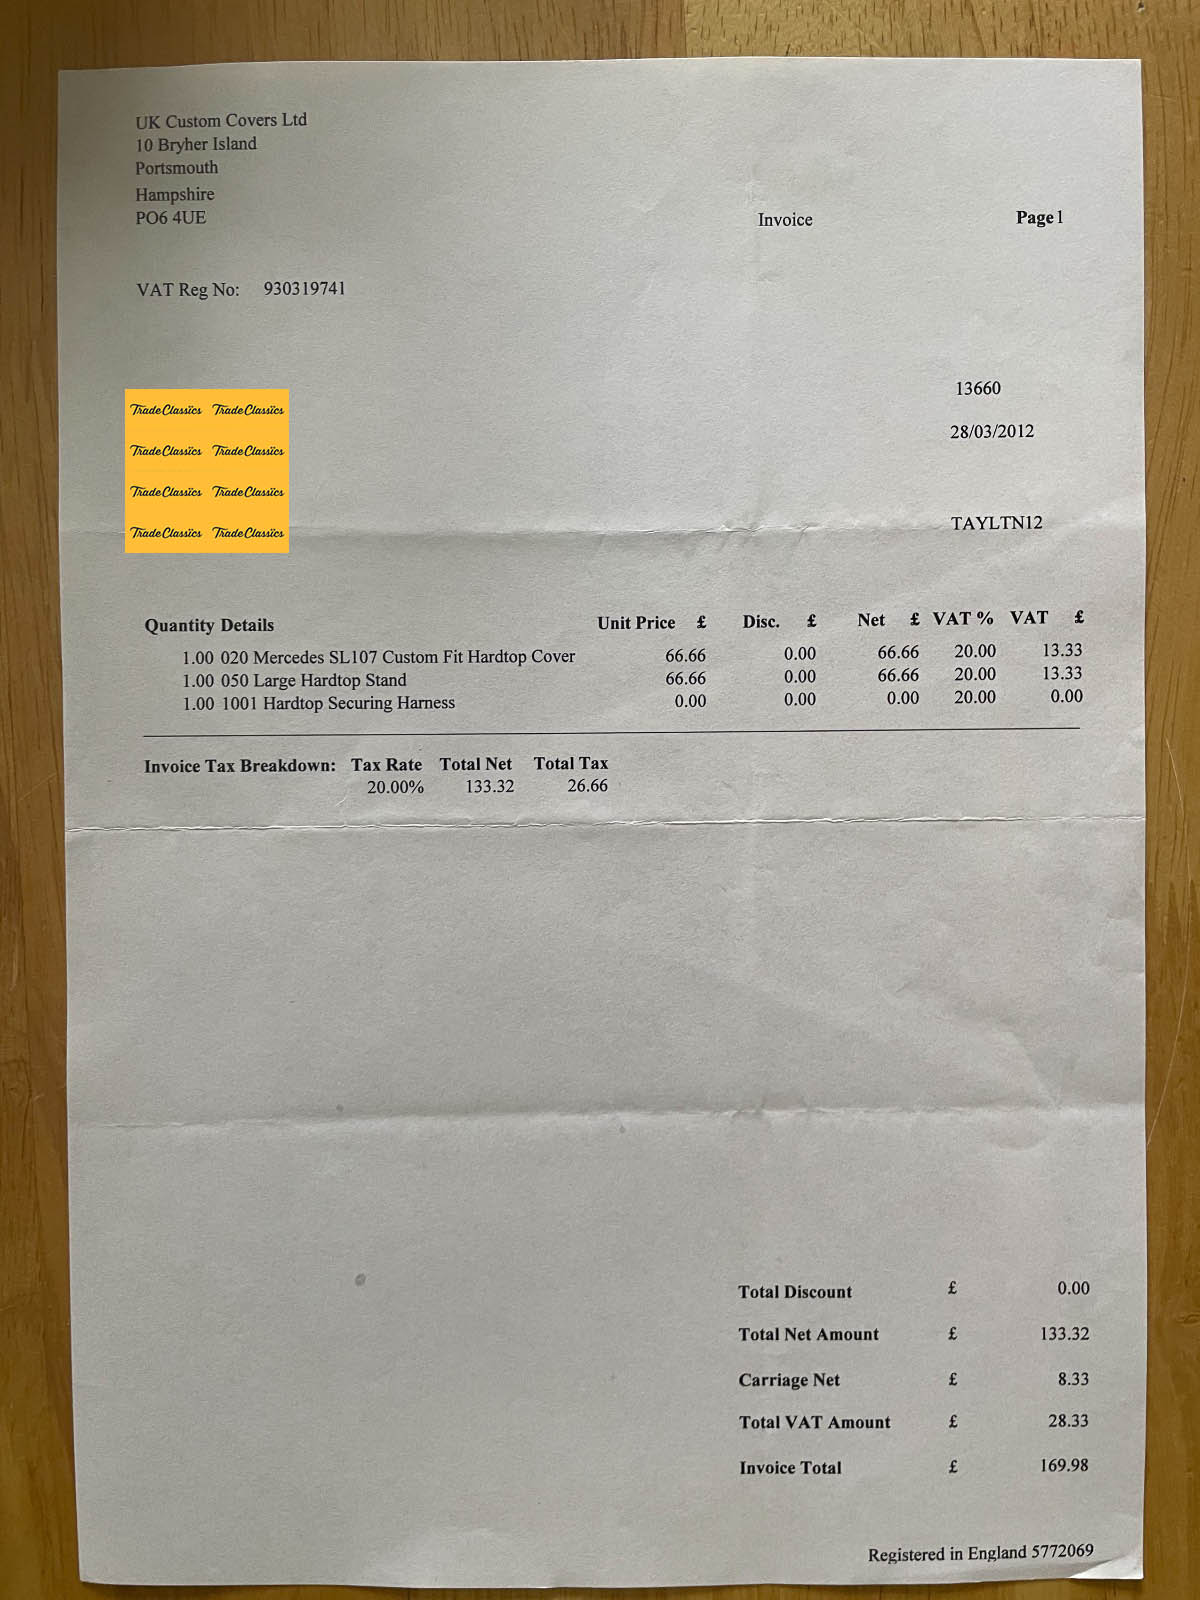 UK Custom Covers Ltd
10 Bryher Island
Portsmouth
Hampshire
PO6 4UE
Invoice Page 1
VAT Reg No: 930319741
13660
28/03/2012
TradeClassics TradeClassics
TradeClassics TradeClassics
TradeClassics TradeClassics
TradeClassics TradeClassics
TAYLTN12
Quantity Details Unit Price £ Disc. £ Net £ VAT % VAT £
1.00 020 Mercedes SL107 Custom Fit Hardtop Cover 66.66 0.00 66.66 20.00 13.33
1.00 050 Large Hardtop Stand 66.66 0.00 66.66 20.00 13.33
1.00 1001 Hardtop Securing Harness 0.00 0.00 0.00 20.00 0.00
Invoice Tax Breakdown: Tax Rate Total Net Total Tax
20.00% 133.32 26.66
Total Discount £ 0.00
Total Net Amount £ 133.32
Carriage Net £ 8.33
Total VAT Amount £ 28.33
Invoice Total £ 169.98
Registered in England 5772069